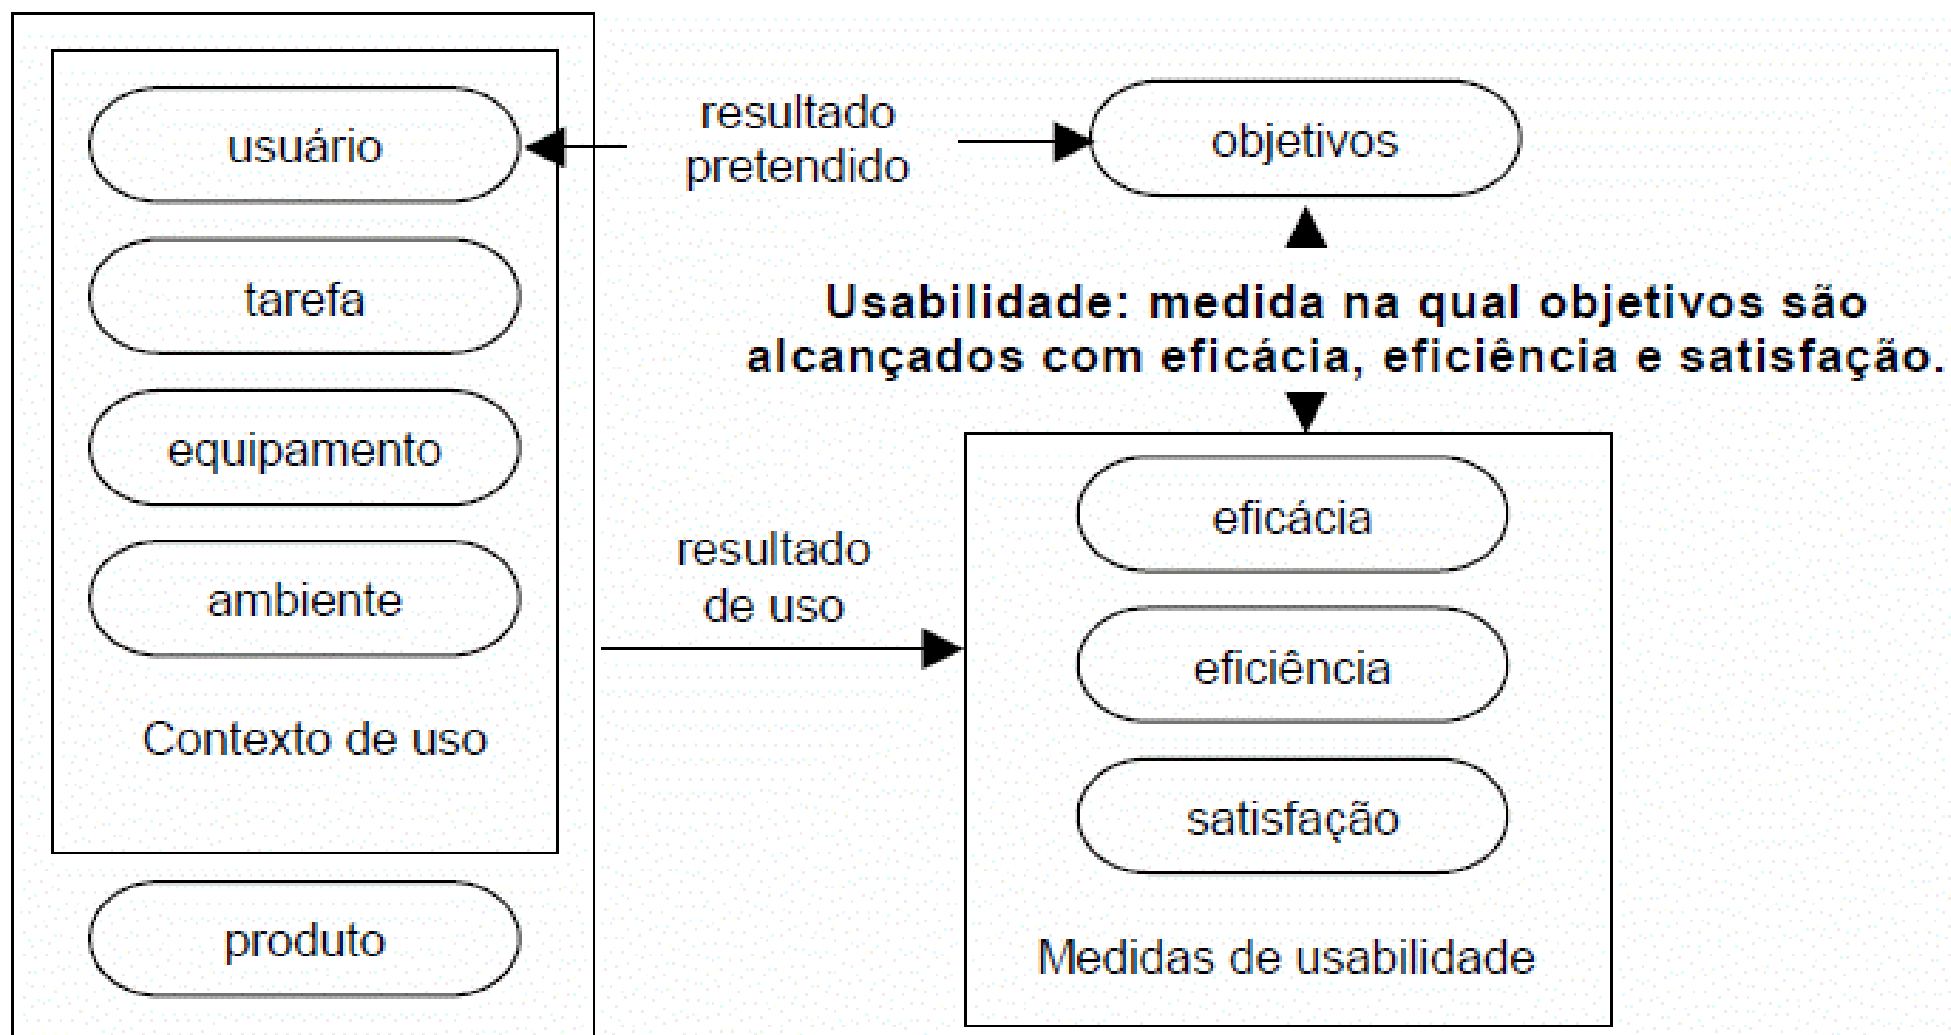 usuário
tarefa
equipamento
ambiente
Contexto de uso
produto
resultado
pretendido
objetivos
Usabilidade: medida na qual objetivos são
alcançados com eficácia, eficiência e satisfação.
resultado
de uso
eficácia
eficiência
satisfação
Medidas de usabilidade